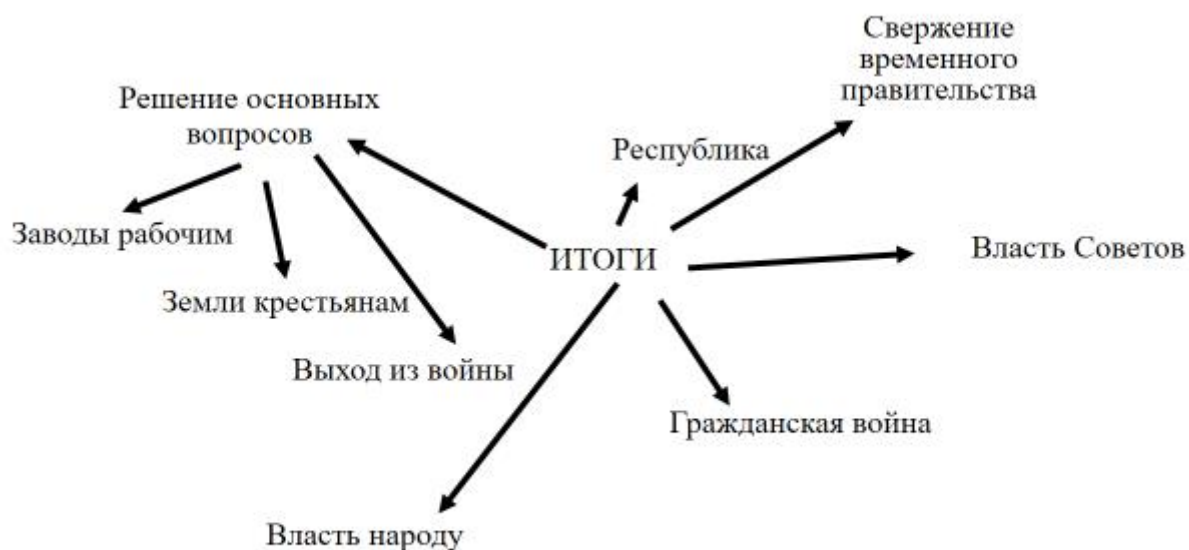 Свержение
временного
правительства
Решение основных
вопросов
Республика
Заводы рабочим
ИТОГИ
Власть Советов
Земли крестьянам
Выход из войны
Гражданская война
Власть народу